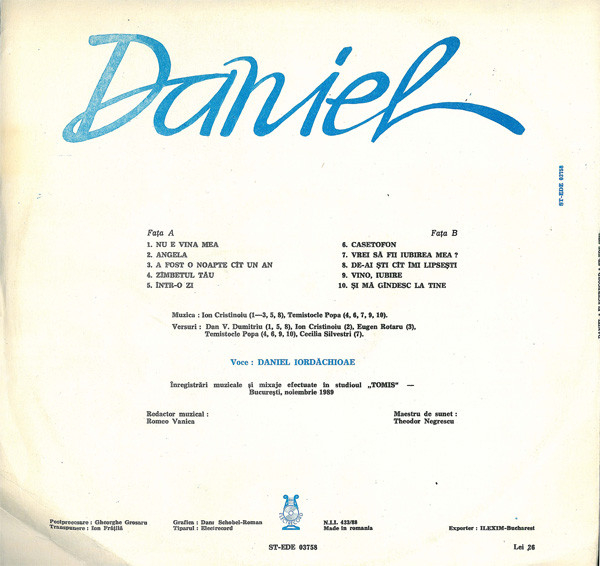 Daniel
ST-EDE 03758
Fața A
1. NU E VINA MEA
2. ANGELA
3. A FOST O NOAPTE CÎT UN AN
4. ZÎMBETUL TĂU
5. ÎNTR-O ZI
Fața B
6. CASETOFON
7. VREI SĂ FII IUBIREA MEA ?
8. DE-AI ȘTI CÎT ÎMI LIPSEȘTI
9. VINO, IUBIRE
10. ȘI MĂ GÎNDESC LA TINE
Muzica : Ion Cristinoiu (1—3, 5, 8), Temistocle Popa (4, 6, 7, 9, 10).
Versuri : Dan V. Dumitriu (1, 5, 8), Ion Cristinoiu (2), Eugen Rotaru (3),
Temistocle Popa (4, 6, 9, 10), Cecilia Silvestri (7).
Voce : DANIEL IORDĂCHIOAE
Înregistrări muzicale și mixaje efectuate în studioul „TOMIS" —
București, noiembrie 1989
Redactor muzical :
Romeo Vanica
Maestru de sunet :
Theodor Negrescu
Postprocesare : Gheorghe Grosaru
Transpunere : Ion Frățilă
Grafica : Dans Schobel-Roman
Tiparul : Electrecord
N.I.I. 432/88
Made in romania
Exporter : ILEXIM-Bucharest
ST-EDE 03758
Lei 26